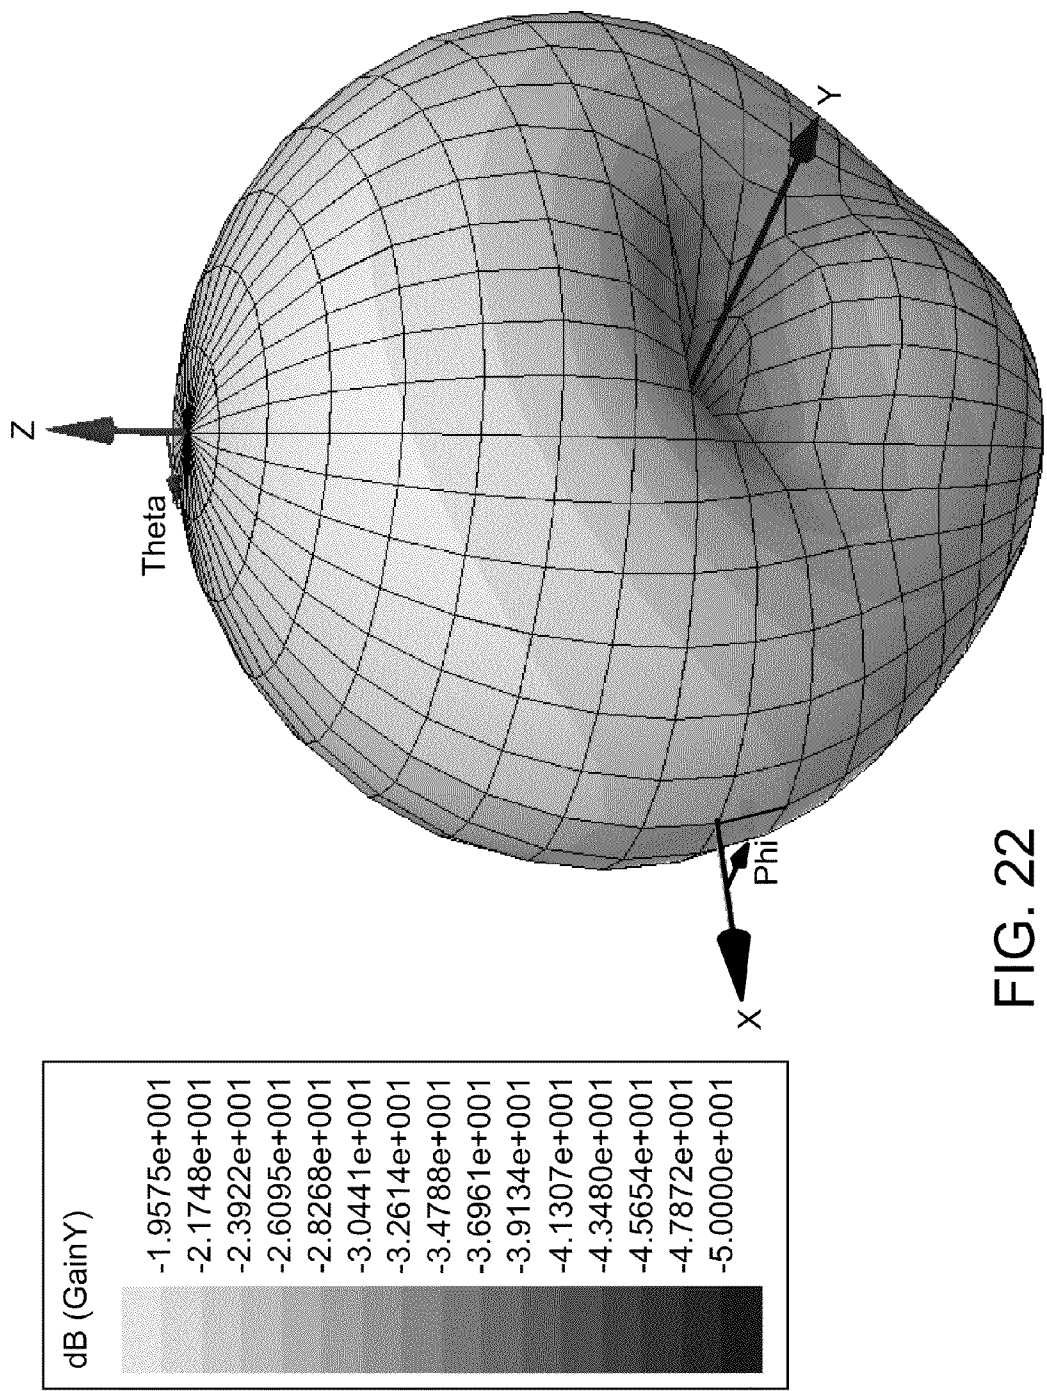 dB (GainY)
-1.9575e+001
-2.1748e+001
-2.3922e+001
-2.6095e+001
-2.8268e+001
-3.0441e+001
-3.2614e+001
-3.4788e+001
-3.6961e+001
-3.9134e+001
-4.1307e+001
-4.3480e+001
-4.5654e+001
-4.7872e+001
-5.0000e+001
Z
Theta
Y
Phi
X
FIG. 22